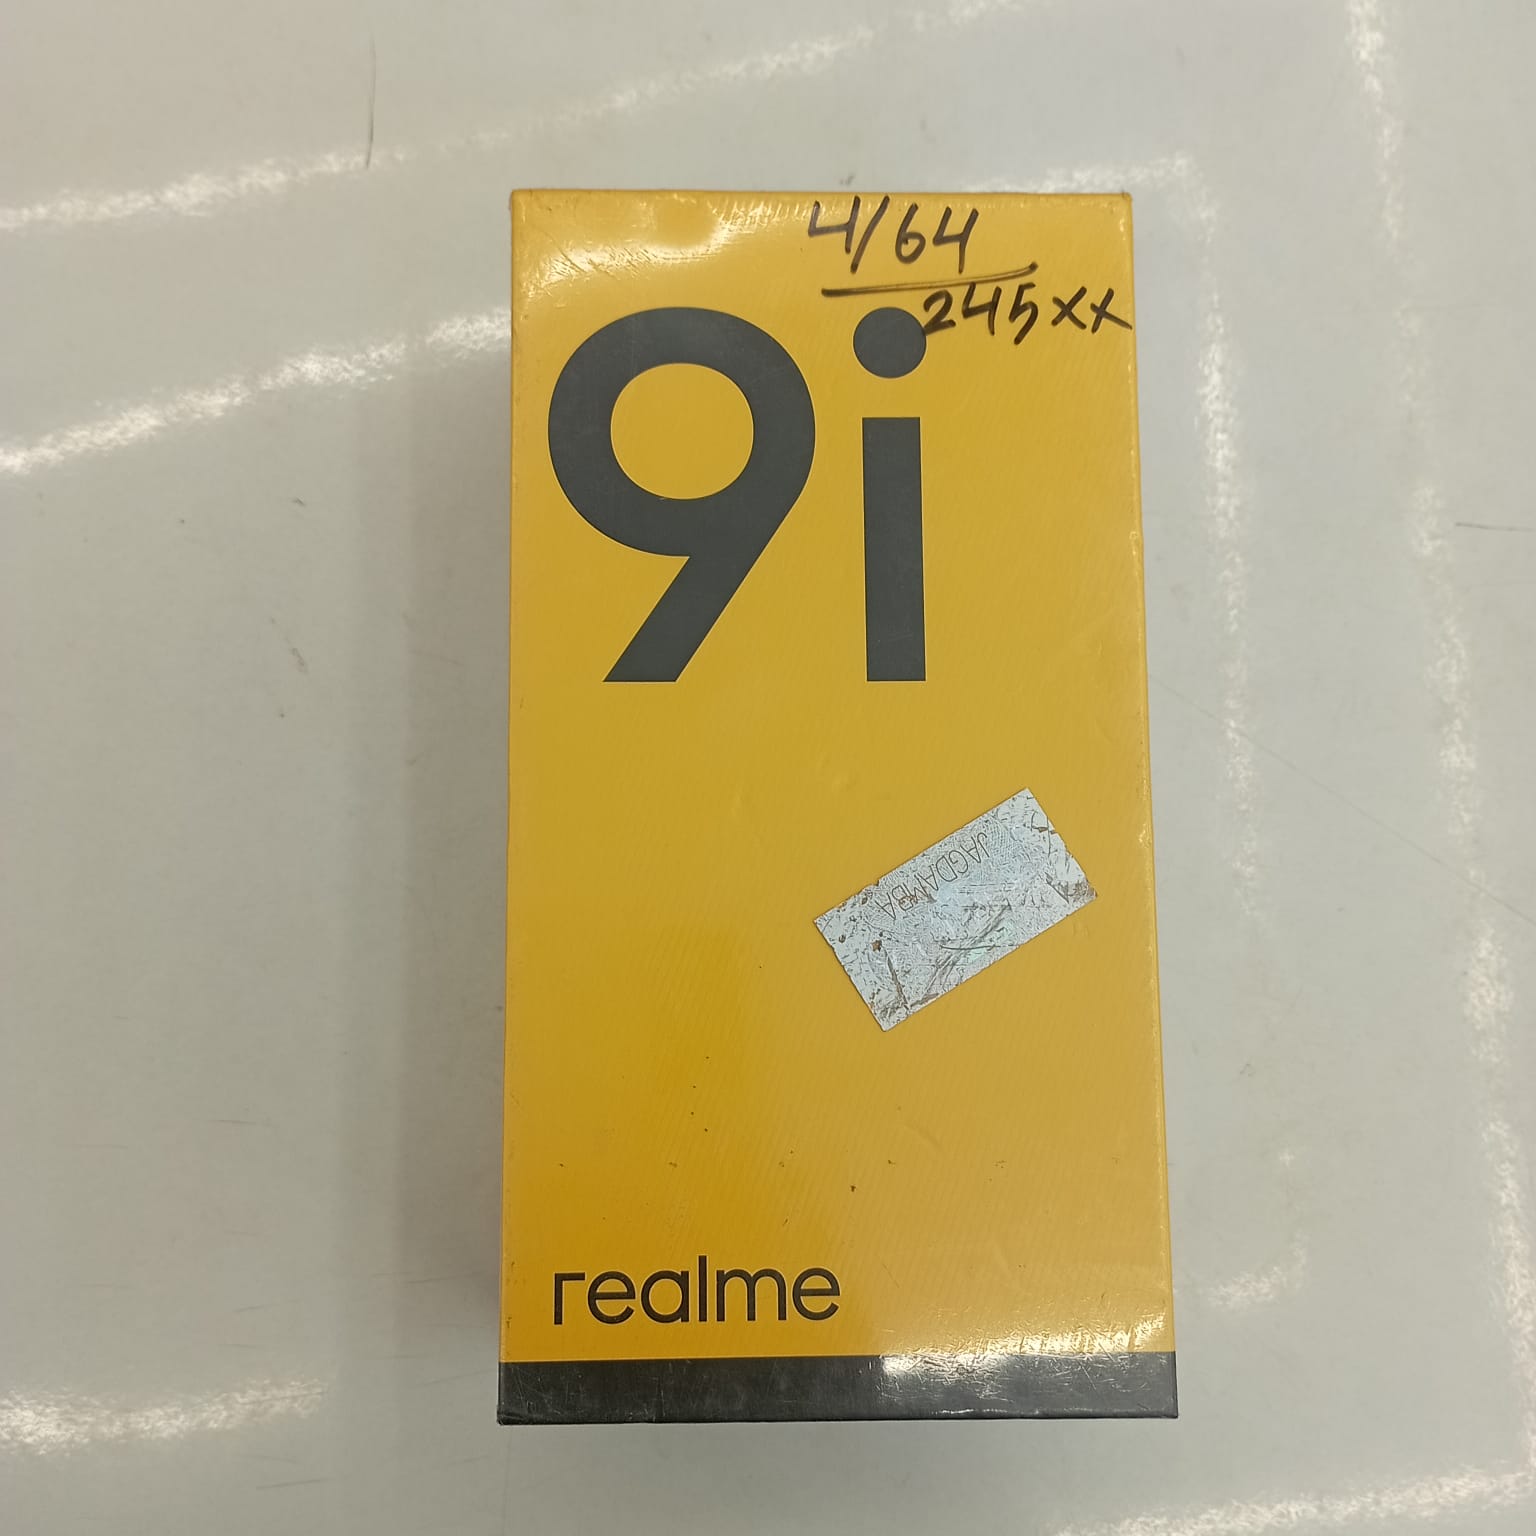 4/64
245xx
9i
JAGDAMBA
realme